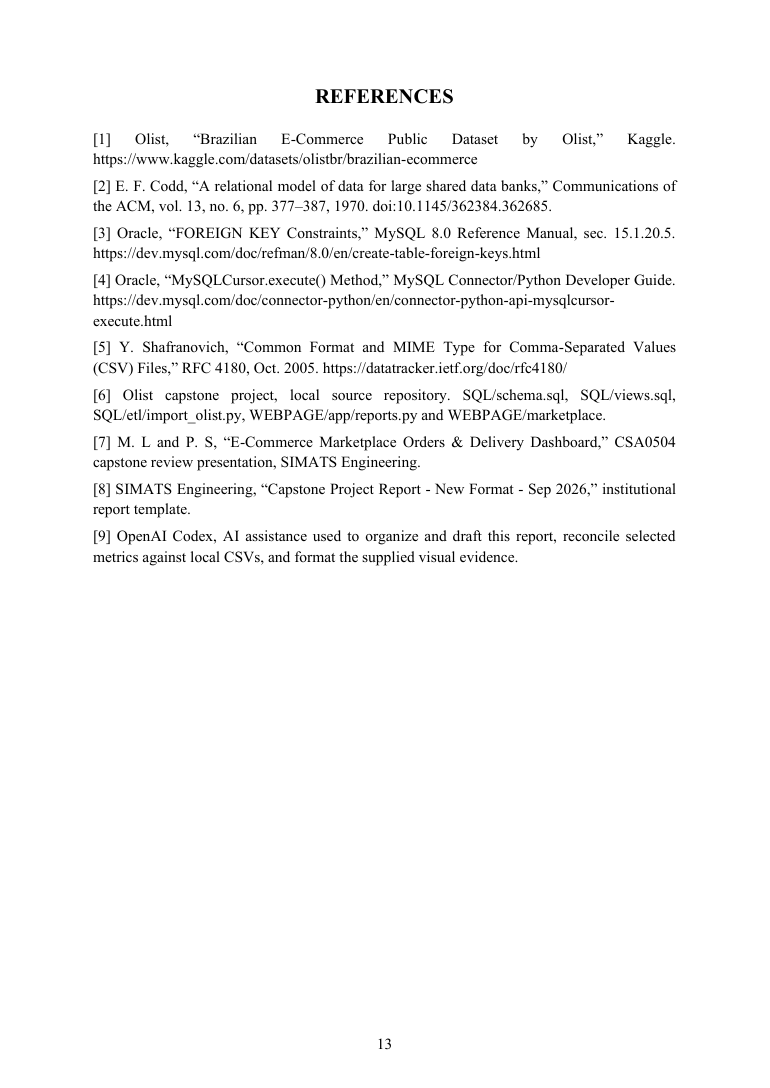 REFERENCES
[1] Olist, “Brazilian E-Commerce Public Dataset by Olist,” Kaggle.
https://www.kaggle.com/datasets/olistbr/brazilian-ecommerce
[2] E. F. Codd, “A relational model of data for large shared data banks,” Communications of
the ACM, vol. 13, no. 6, pp. 377–387, 1970. doi:10.1145/362384.362685.
[3] Oracle, “FOREIGN KEY Constraints,” MySQL 8.0 Reference Manual, sec. 15.1.20.5.
https://dev.mysql.com/doc/refman/8.0/en/create-table-foreign-keys.html
[4] Oracle, “MySQLCursor.execute() Method,” MySQL Connector/Python Developer Guide.
https://dev.mysql.com/doc/connector-python/en/connector-python-api-mysqlcursor-
execute.html
[5] Y. Shafranovich, “Common Format and MIME Type for Comma-Separated Values
(CSV) Files,” RFC 4180, Oct. 2005. https://datatracker.ietf.org/doc/rfc4180/
[6] Olist capstone project, local source repository. SQL/schema.sql, SQL/views.sql,
SQL/etl/import_olist.py, WEBPAGE/app/reports.py and WEBPAGE/marketplace.
[7] M. L and P. S, “E-Commerce Marketplace Orders & Delivery Dashboard,” CSA0504
capstone review presentation, SIMATS Engineering.
[8] SIMATS Engineering, “Capstone Project Report - New Format - Sep 2026,” institutional
report template.
[9] OpenAI Codex, AI assistance used to organize and draft this report, reconcile selected
metrics against local CSVs, and format the supplied visual evidence.
13